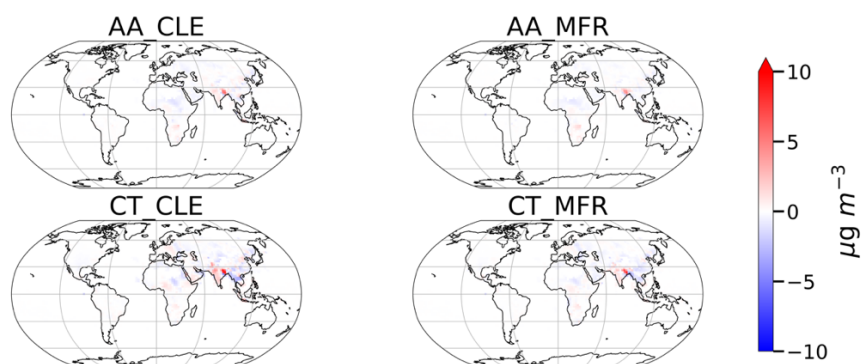 AA_CLE
AA_MFR
CT_CLE
CT_MFR
10
5
0
−5
−10
μg m⁻³